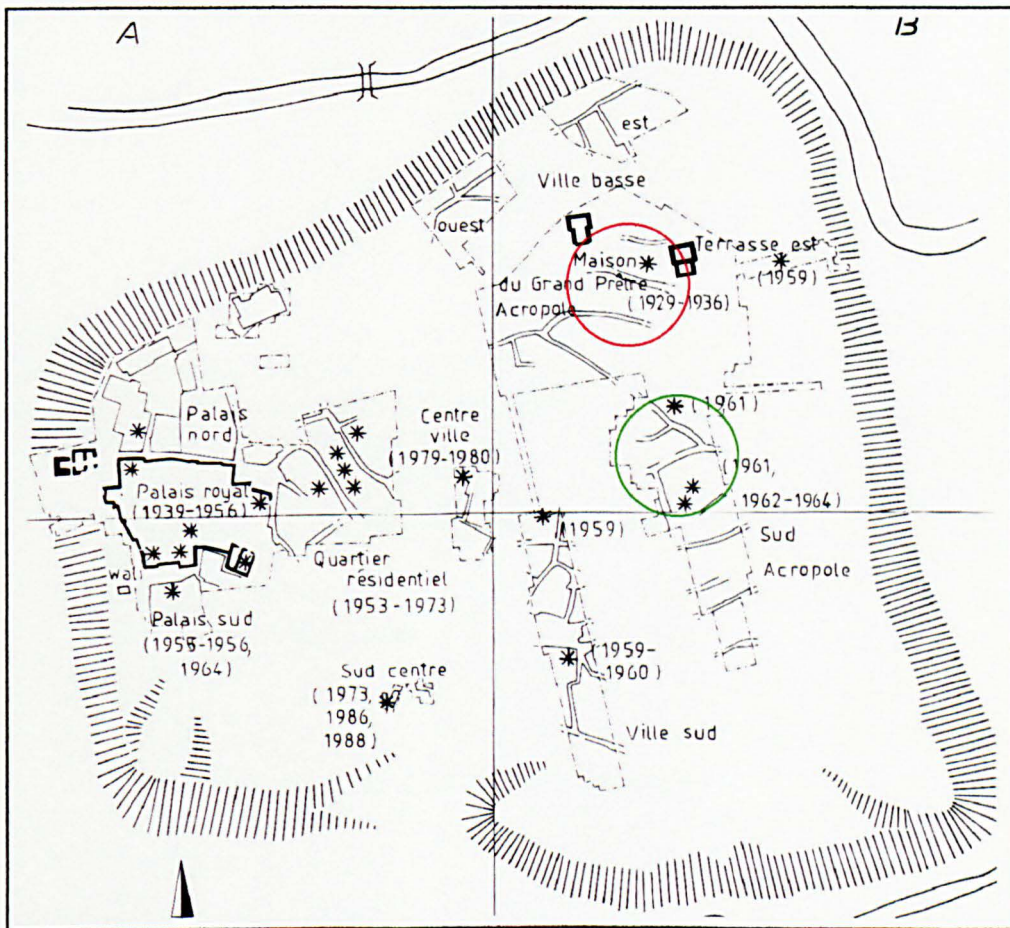 A
B
est
Ville basse
ouest
Terrasse est
(1959)
Maison
du Grand Prêtre
(1929-1936)
Acropole
Palais
nord
Centre
ville
(1979-1980)
(1961)
Palais royal
(1939-1956)
(1961,
1962-1964)
(1959)
Sud
Acropole
Quartier
résidentiel
(1953-1973)
Wall
Palais sud
(1955-1956,
1964)
Sud centre
(1973,
1986,
1988)
(1959-
1960)
Ville sud